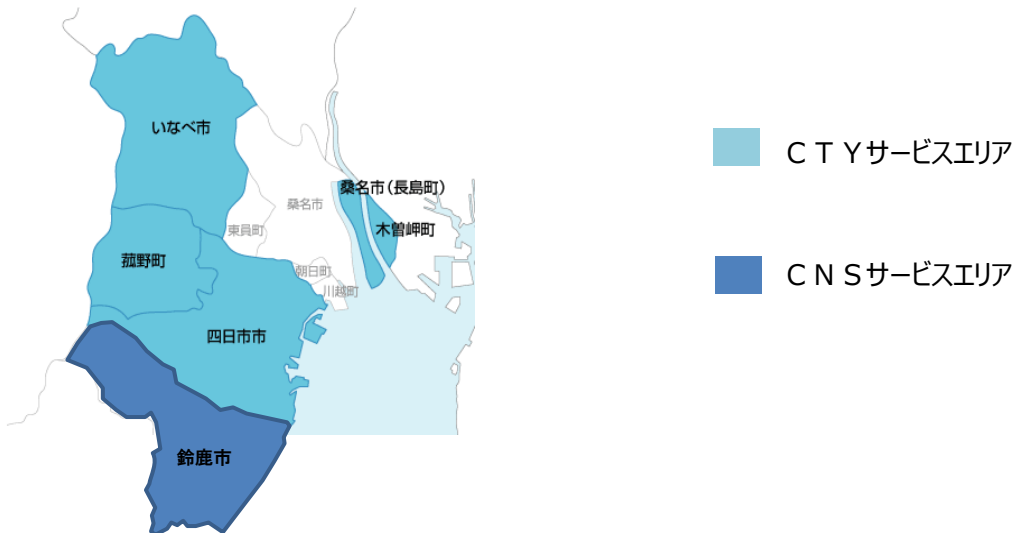 いなべ市
桑名市(長島町)
桑名市
木曽岬町
東員町
菰野町
朝日町
川越町
四日市市
鈴鹿市
CTYサービスエリア
CNSサービスエリア